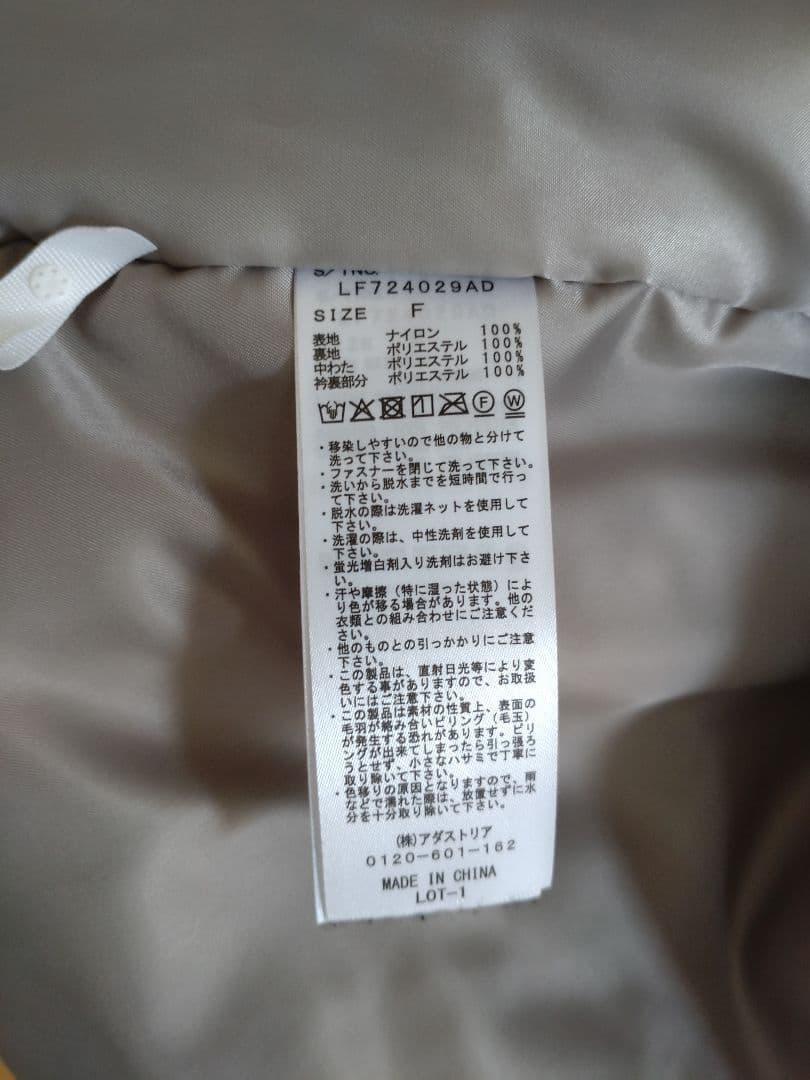 S/T NO.
LF724029AD
SIZE F
表地 ナイロン 100%
裏地 ポリエステル 100%
中わた ポリエステル 100%
衿裏部分 ポリエステル 100%
・移染しやすいので他の物と分けて
洗って下さい。
・ファスナーを閉じて洗って下さい。
・洗いから脱水までを短時間で行っ
て下さい。
・脱水の際は洗濯ネットを使用して
下さい。
・洗濯の際は、中性洗剤を使用して
下さい。
・蛍光増白剤入り洗剤はお避け下さ
い。
・汗や摩擦（特に湿った状態）によ
り色が移る場合があります。他の
衣類との組み合わせにご注意くだ
さい。
・他のものとの引っかかりにご注意
下さい。
・この製品は、直射日光等により変
色する事がありますので、お取扱
いにはご注意下さい。
・この製品は素材の性質上、表面の
毛羽が絡み合いピリング（毛玉）
が発生する恐れがあります。ピリ
ングが出来てしまったら引っ張ろ
うとせず、小さなハサミで丁寧に
取り除いて下さい。
・色移りの原因となりますので、雨
などで濡れた際は、放置せずに水
分を十分取り除いて下さい。
(株)アダストリア
0120-601-162
MADE IN CHINA
LOT-1